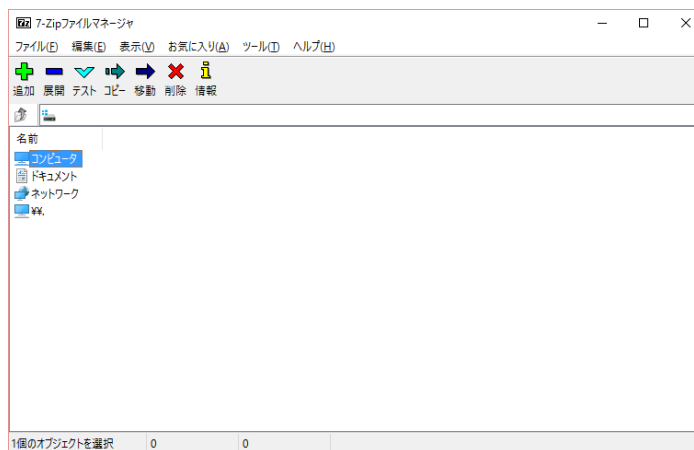 7z 7-Zipファイルマネージャ
ファイル(F) 編集(E) 表示(V) お気に入り(A) ツール(T) ヘルプ(H)
追加 展開 テスト コピー 移動 削除 情報
名前
コンピュータ
ドキュメント
ネットワーク
¥¥.
1個のオブジェクトを選択 0 0